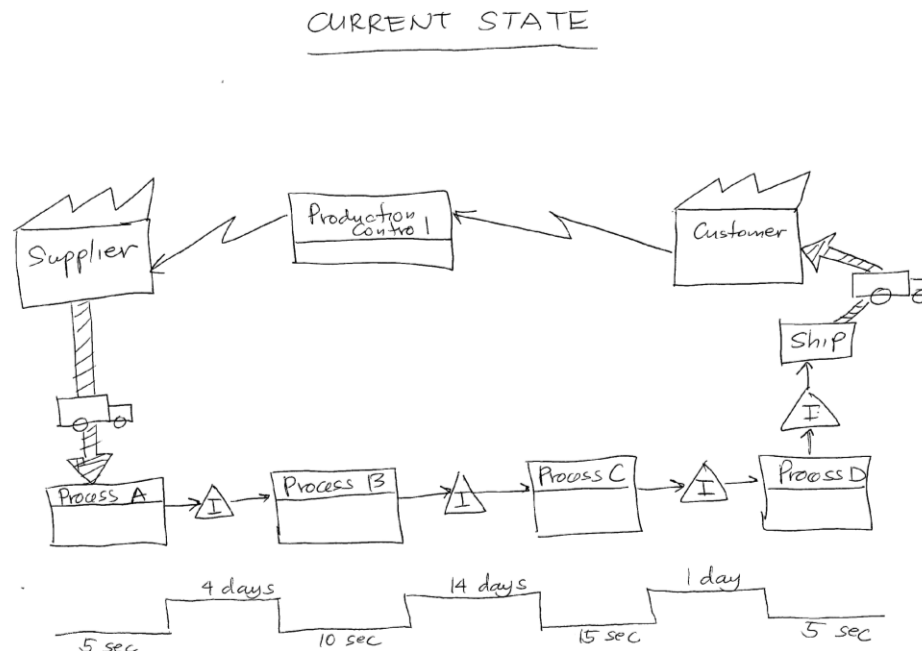 CURRENT STATE
Supplier
Production
Control
Customer
Ship
I
Process A
I
Process B
I
Process C
I
Process D
4 days
14 days
1 day
5 sec
10 sec
15 sec
5 sec